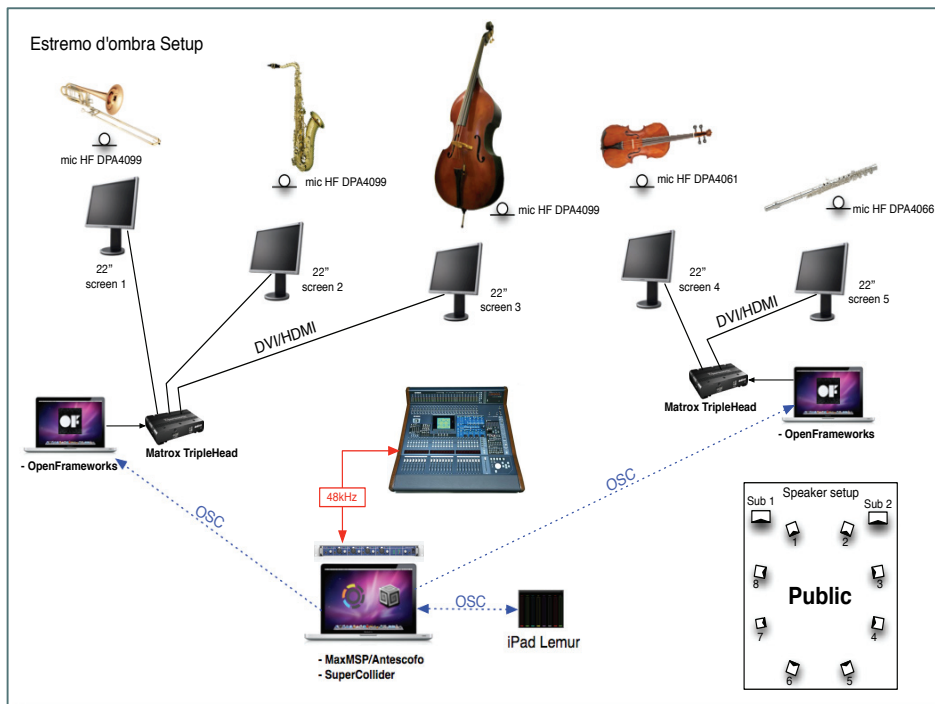 Estremo d'ombra Setup
mic HF DPA4099
mic HF DPA4099
mic HF DPA4099
mic HF DPA4061
mic HF DPA4066
22”
screen 1
22”
screen 2
22”
screen 3
22”
screen 4
22”
screen 5
DVI/HDMI
DVI/HDMI
OF
- OpenFrameworks
Matrox TripleHead
Matrox TripleHead
OF
- OpenFrameworks
48kHz
OSC
OSC
OSC
- MaxMSP/Antescofo
- SuperCollider
iPad Lemur
Speaker setup
Sub 1
Sub 2
1
2
8
3
Public
7
4
6
5